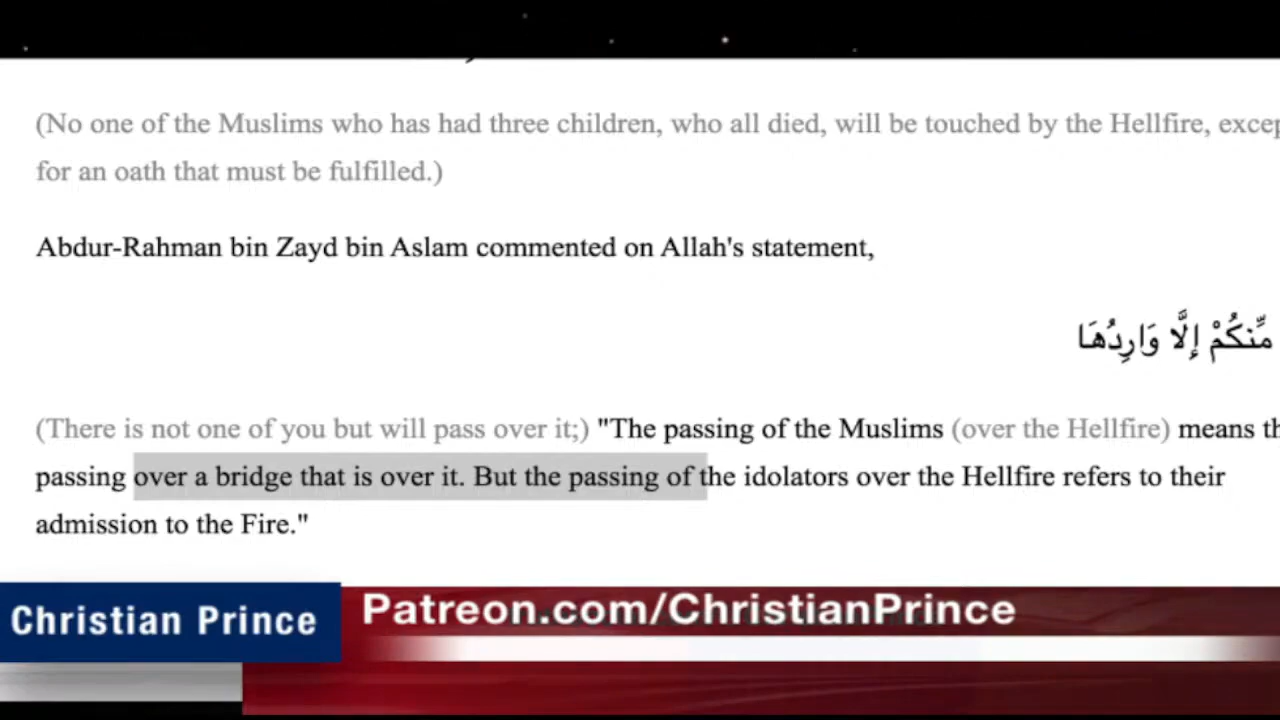 (No one of the Muslims who has had three children, who all died, will be touched by the Hellfire,
for an oath that must be fulfilled.)
Abdur-Rahman bin Zayd bin Aslam commented on Allah's statement,
مِّنكُمْ إِلَّا وَارِدُهَا
(There is not one of you but will pass over it;) "The passing of the Muslims (over the Hellfire) means
passing over a bridge that is over it. But the passing of the idolators over the Hellfire refers to their
admission to the Fire."
Christian Prince
Patreon.com/ChristianPrince